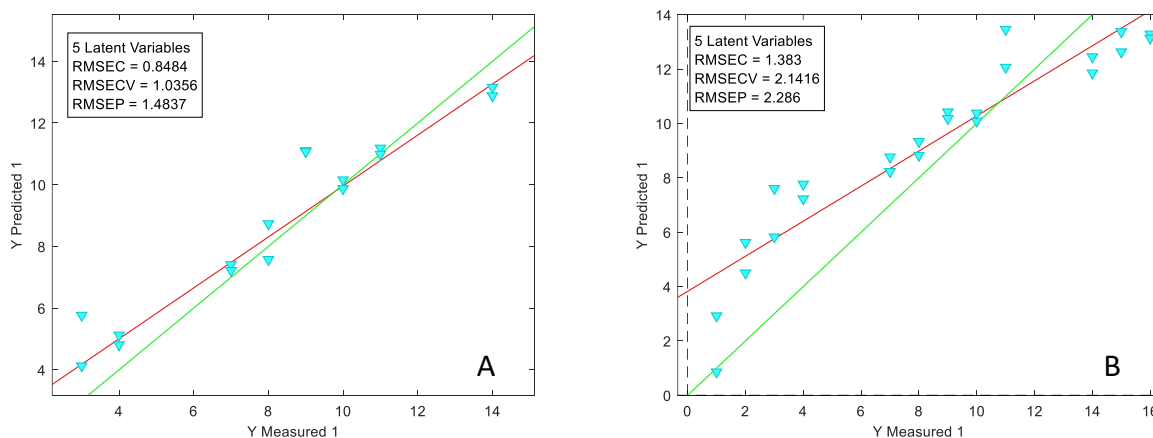 5 Latent Variables
RMSEC = 0.8484
RMSECV = 1.0356
RMSEP = 1.4837
14
12
10
8
6
4
Y Predicted 1
A
4 6 8 10 12 14
Y Measured 1
5 Latent Variables
RMSEC = 1.383
RMSECV = 2.1416
RMSEP = 2.286
14
12
10
8
6
4
2
0
Y Predicted 1
B
0 2 4 6 8 10 12 14 16
Y Measured 1